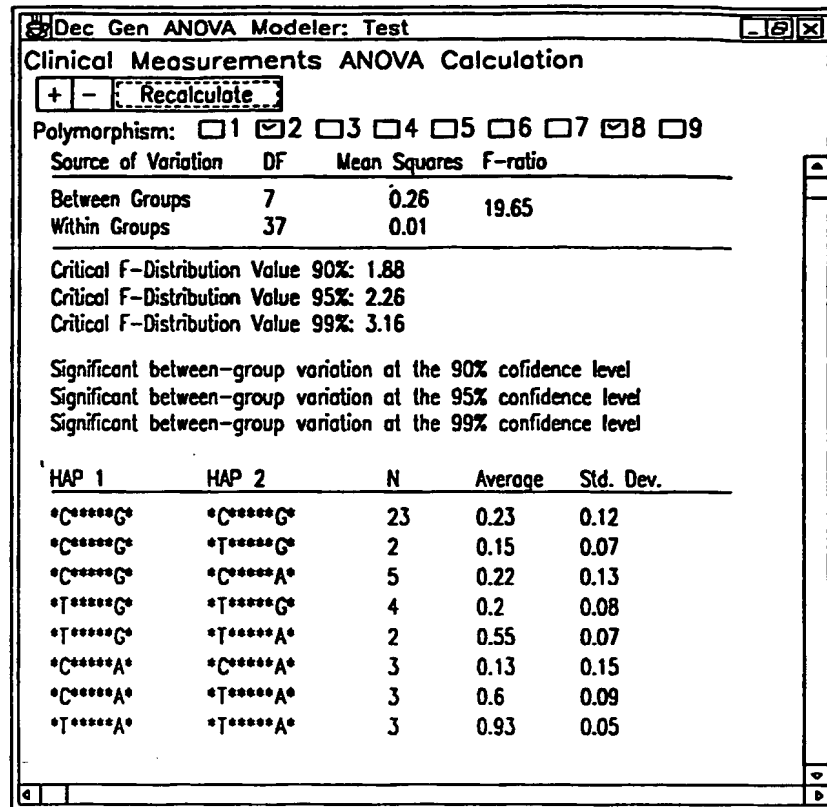 Dec Gen ANOVA Modeler: Test
Clinical Measurements ANOVA Calculation
+ - Recalculate
Polymorphism: 1 2 3 4 5 6 7 8 9
Source of Variation DF Mean Squares F-ratio
Between Groups 7 0.26 19.65
Within Groups 37 0.01
Critical F-Distribution Value 90%: 1.88
Critical F-Distribution Value 95%: 2.26
Critical F-Distribution Value 99%: 3.16
Significant between-group variation at the 90% cofidence level
Significant between-group variation at the 95% confidence level
Significant between-group variation at the 99% confidence level
HAP 1 HAP 2 N Average Std. Dev.
*C*****G* *C*****G* 23 0.23 0.12
*C*****G* *T*****G* 2 0.15 0.07
*C*****G* *C*****A* 5 0.22 0.13
*T*****G* *T*****G* 4 0.2 0.08
*T*****G* *T*****A* 2 0.55 0.07
*C*****A* *C*****A* 3 0.13 0.15
*C*****A* *T*****A* 3 0.6 0.09
*T*****A* *T*****A* 3 0.93 0.05